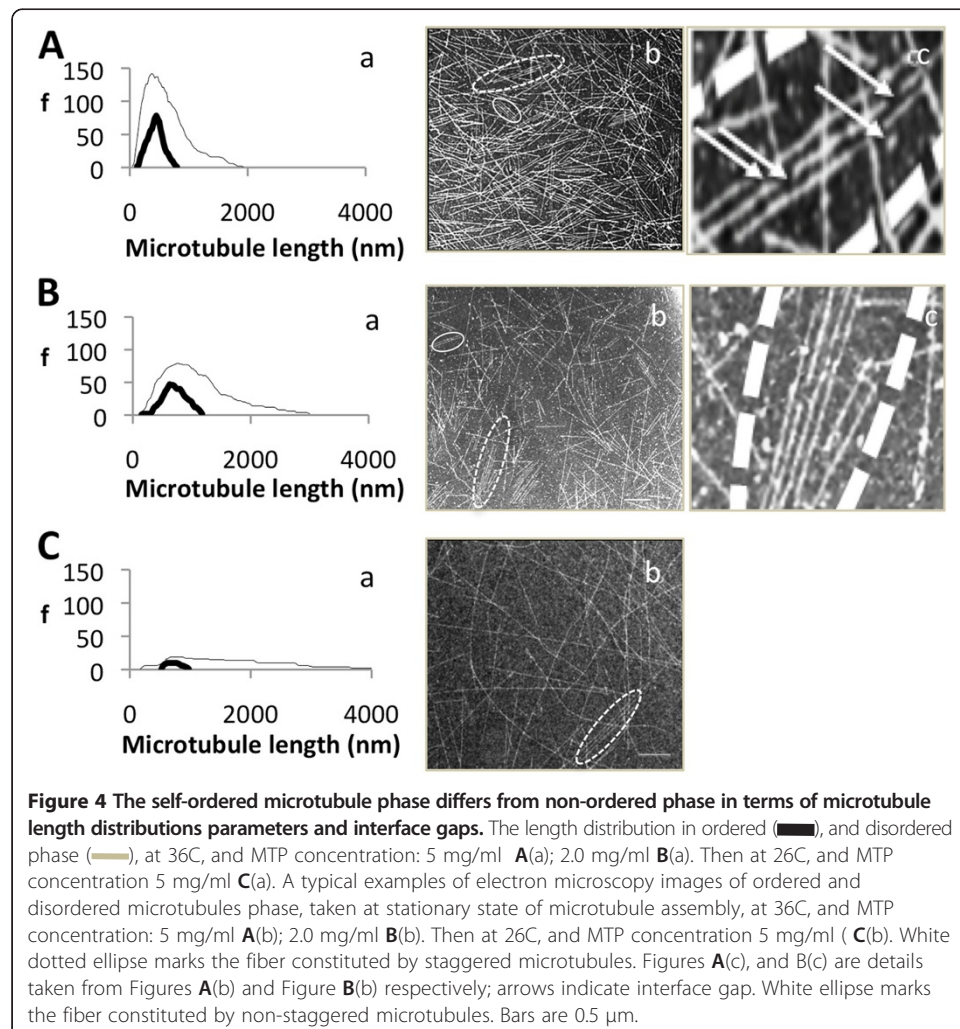 A
a
150
100
f
50
0
0 2000 4000
Microtubule length (nm)
b
c
B
a
150
100
f
50
0
0 2000 4000
Microtubule length (nm)
b
c
C
a
150
100
f
50
0
0 2000 4000
Microtubule length (nm)
b
Figure 4 The self-ordered microtubule phase differs from non-ordered phase in terms of microtubule
length distributions parameters and interface gaps. The length distribution in ordered (), and disordered
phase (), at 36C, and MTP concentration: 5 mg/ml A(a); 2.0 mg/ml B(a). Then at 26C, and MTP
concentration 5 mg/ml C(a). A typical examples of electron microscopy images of ordered and
disordered microtubules phase, taken at stationary state of microtubule assembly, at 36C, and MTP
concentration: 5 mg/ml A(b); 2.0 mg/ml B(b). Then at 26C, and MTP concentration 5 mg/ml ( C(b). White
dotted ellipse marks the fiber constituted by staggered microtubules. Figures A(c), and B(c) are details
taken from Figures A(b) and Figure B(b) respectively; arrows indicate interface gap. White ellipse marks
the fiber constituted by non-staggered microtubules. Bars are 0.5 μm.